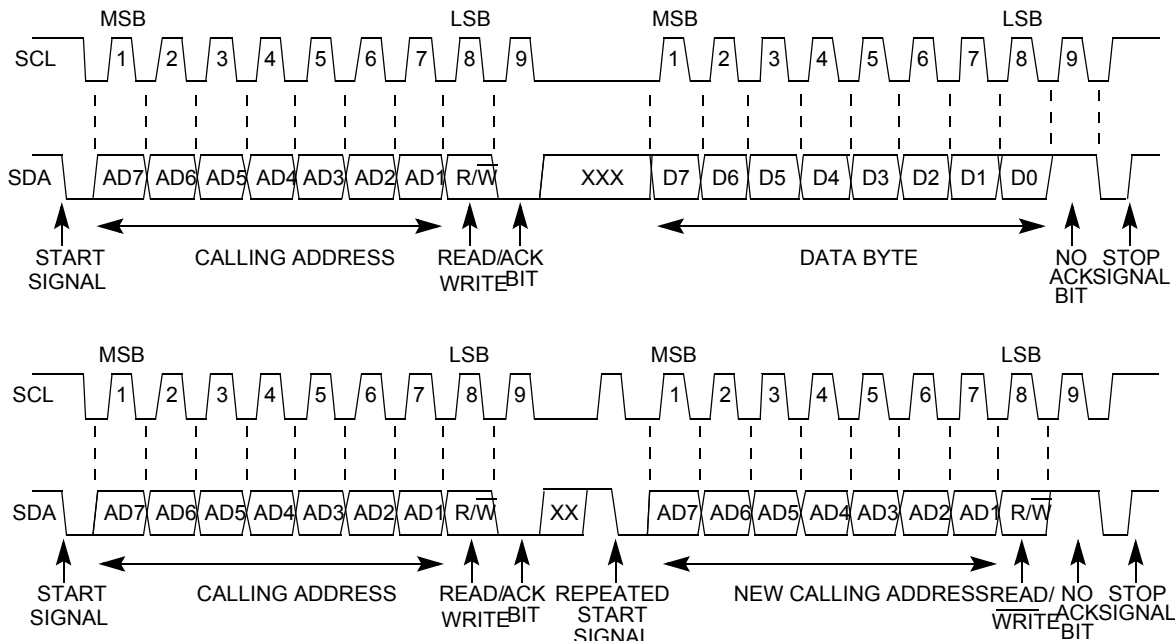 MSB LSB MSB LSB
SCL 1 2 3 4 5 6 7 8 9 1 2 3 4 5 6 7 8 9
SDA AD7 AD6 AD5 AD4 AD3 AD2 AD1 R/W XXX D7 D6 D5 D4 D3 D2 D1 D0
START SIGNAL
CALLING ADDRESS
READ/WRITE
ACK BIT
DATA BYTE
NO ACK BIT
STOP SIGNAL
MSB LSB MSB LSB
SCL 1 2 3 4 5 6 7 8 9 1 2 3 4 5 6 7 8 9
SDA AD7 AD6 AD5 AD4 AD3 AD2 AD1 R/W XX AD7 AD6 AD5 AD4 AD3 AD2 AD1 R/W
START SIGNAL
CALLING ADDRESS
READ/WRITE
ACK BIT
REPEATED START SIGNAL
NEW CALLING ADDRESS
READ/WRITE
NO ACK BIT
STOP SIGNAL